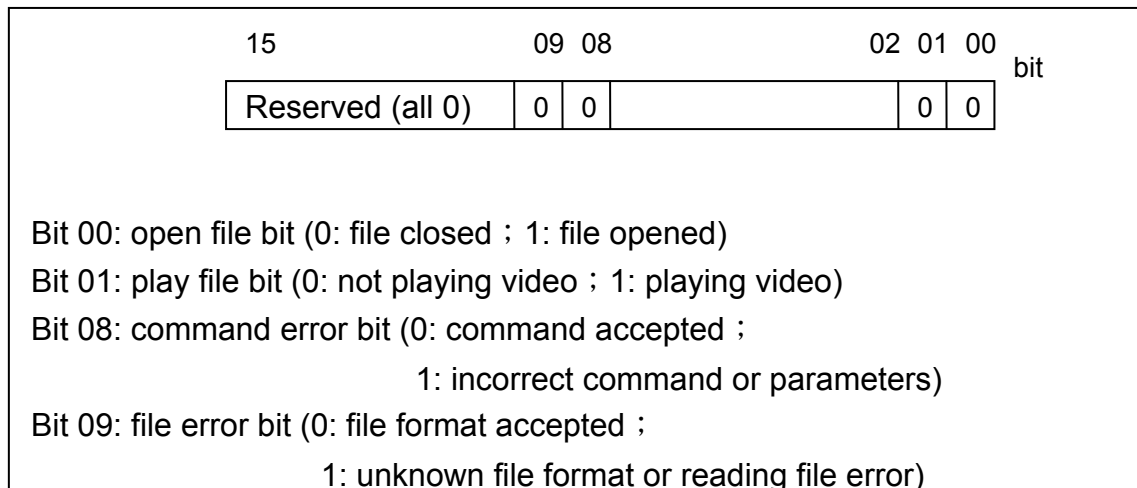 15 09 08 02 01 00
bit
Reserved (all 0) 0 0 0 0
Bit 00: open file bit (0: file closed；1: file opened)
Bit 01: play file bit (0: not playing video；1: playing video)
Bit 08: command error bit (0: command accepted；
1: incorrect command or parameters)
Bit 09: file error bit (0: file format accepted；
1: unknown file format or reading file error)